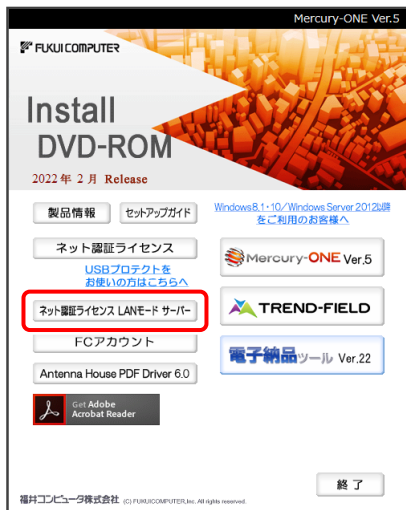 Mercury-ONE Ver.5
FUKUI COMPUTER
Install
DVD-ROM
2022年 2月 Release
製品情報
セットアップガイド
Windows8.1・10／Windows Server 2012以降
をご利用のお客様へ
ネット認証ライセンス
USBプロテクトを
お使いの方はこちらへ
Mercury-ONE Ver.5
ネット認証ライセンス LANモード サーバー
TREND-FIELD
FCアカウント
電子納品ツール Ver.22
Antenna House PDF Driver 6.0
Get Adobe
Acrobat Reader
終了
福井コンピュータ株式会社 (C) FUKUI COMPUTER, Inc. All rights reserved.